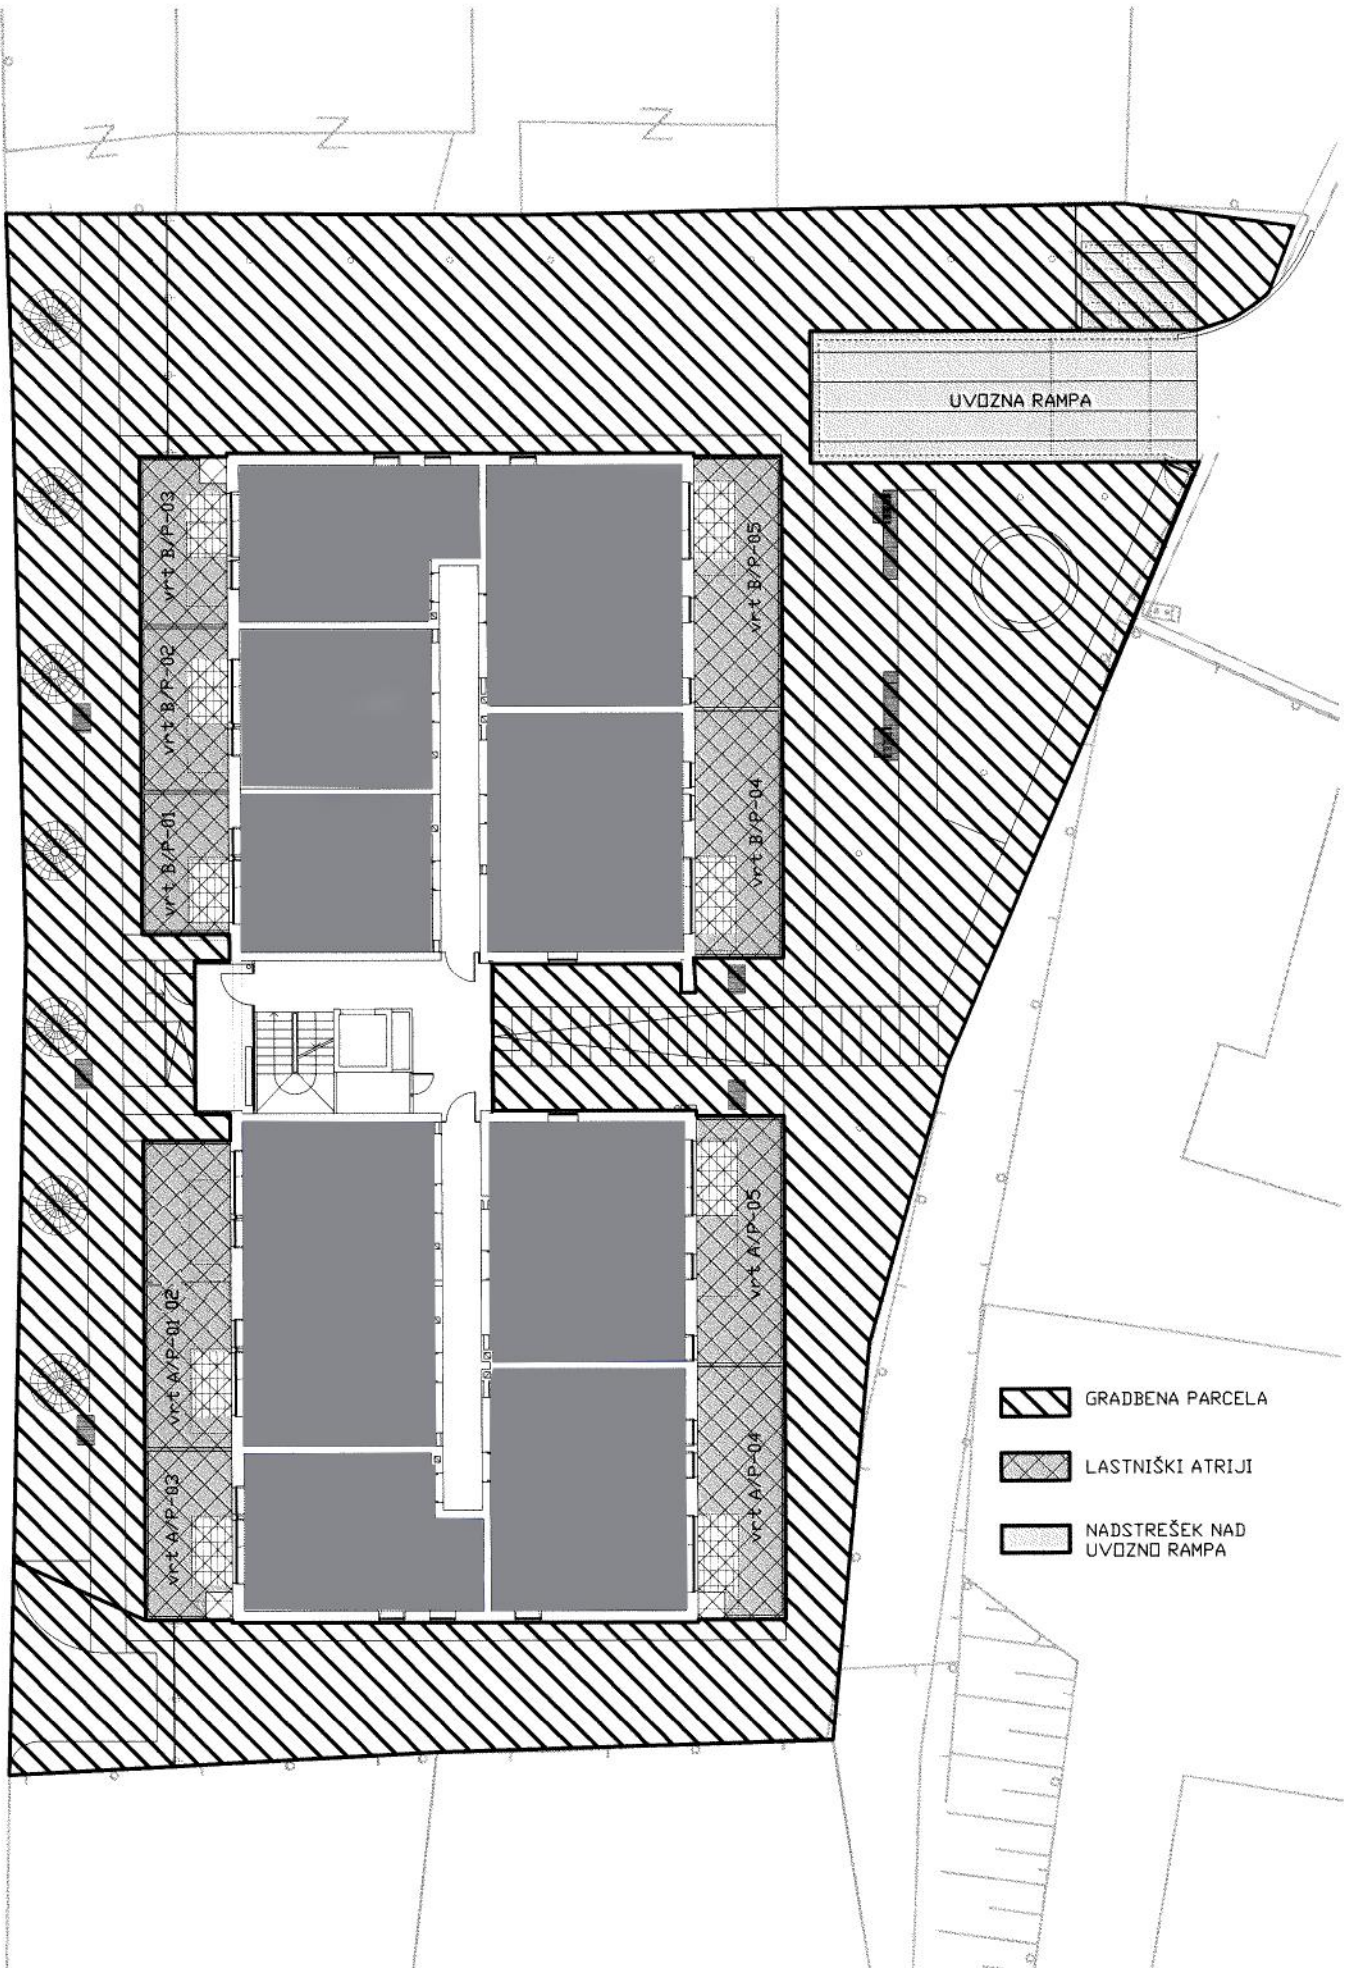 Z
Z
Z
UVOZNA RAMPA
vrt B/P-03
vrt B/P-05
vrt B/P-02
vrt B/P-04
vrt B/P-01
vrt A/P-05
vrt A/P-01 02
vrt A/P-04
vrt A/P-03
GRADBENA PARCELA
LASTNIŠKI ATRIJI
NADSTREŠEK NAD
UVOZNO RAMPA